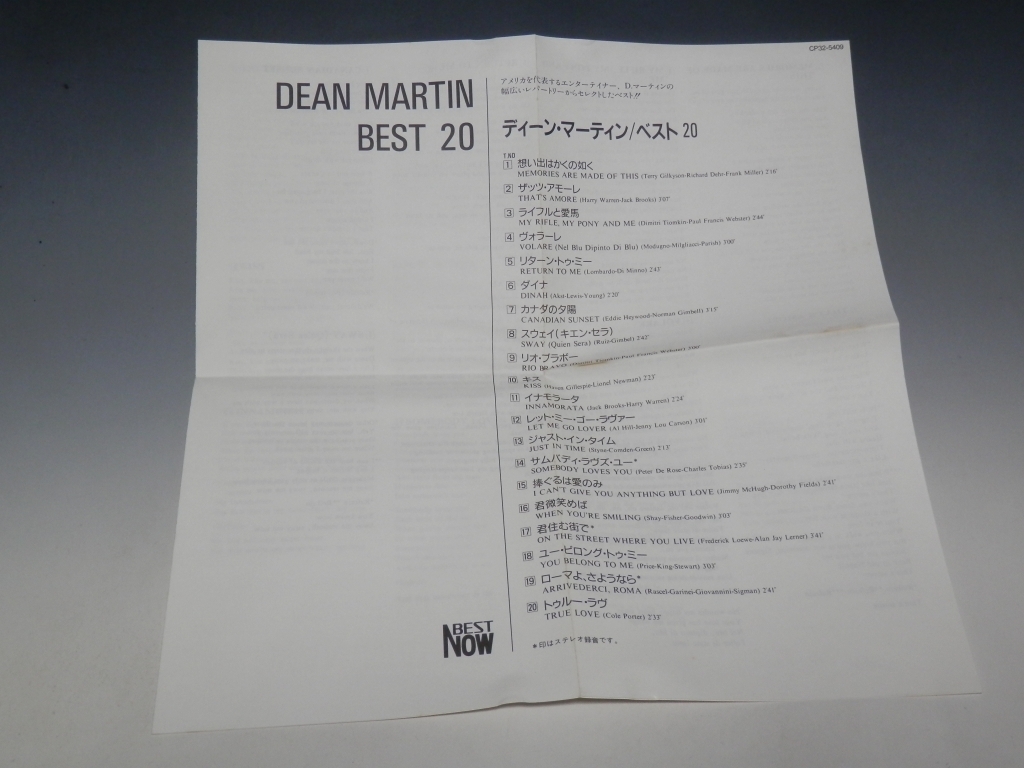 CP32-5409
DEAN MARTIN
BEST 20
アメリカを代表するエンターテイナー、D.マーティンの
幅広いレパートリーからセレクトしたベスト!!
ディーン・マーティン/ベスト20
T.NO
1 想い出はかくの如く
MEMORIES ARE MADE OF THIS (Terry Gilkyson-Richard Dehr-Frank Miller) 2'16"
2 ザッツ・アモーレ
THAT'S AMORE (Harry Warren-Jack Brooks) 3'07"
3 ライフルと愛馬
MY RIFLE, MY PONY AND ME (Dimitri Tiomkin-Paul Francis Webster)
4 ヴォラーレ
VOLARE (Nel Blu Dipinto Di Blu) (Modugno-Milgliacci-Parish) 3'00"
5 リターン・トゥ・ミー
RETURN TO ME (Lombardo-Di Minno)
6 ダイナ
DINAH (Akst-Lewis-Young) 2'20"
7 カナダの夕陽
CANADIAN SUNSET (Eddie Heywood-Norman Gimbell) 3'15"
8 スウェイ(キエン・セラ)
SWAY (Quien Sera) (Ruiz-Gimbel) 2'42"
9 リオ・ブラボー
RIO
10 キス
KISS (Haven Gillespie-Lionel Newman) 2'23"
11 イナモラータ
INNAMORATA (Jack Brooks-Harry Warren) 2'24"
12 レット・ミー・ゴー・ラヴァー
LET ME GO LOVER (Al Hill-Jenny Lou Carson)
13 ジャスト・イン・タイム
JUST IN TIME (Styne-Comden-Green) 2'13"
14 サムバディ・ラヴズ・ユー*
SOMEBODY LOVES YOU (Peter De Rose-Charles Tobias) 2'35"
15 捧ぐるは愛のみ
I CAN'T GIVE YOU ANYTHING BUT LOVE (Jimmy McHugh-Dorothy Fields) 2'41"
16 君微笑めば
WHEN YOU'RE SMILING (Shay-Fisher-Goodwin)
17 君住む街で*
ON THE STREET WHERE YOU LIVE (Frederick Loewe-Alan Jay Lerner) 3'41"
18 ユー・ビロング・トゥ・ミー
YOU BELONG TO ME (Price-King-Stewart) 3'03"
19 ローマよ、さようなら*
ARRIVEDERCI, ROMA (Rascel-Garinei-Giovannini-Sigman) 2'41"
20 トゥルー・ラヴ
TRUE LOVE (Cole Porter)
*印はステレオ録音です。
BEST
NOW